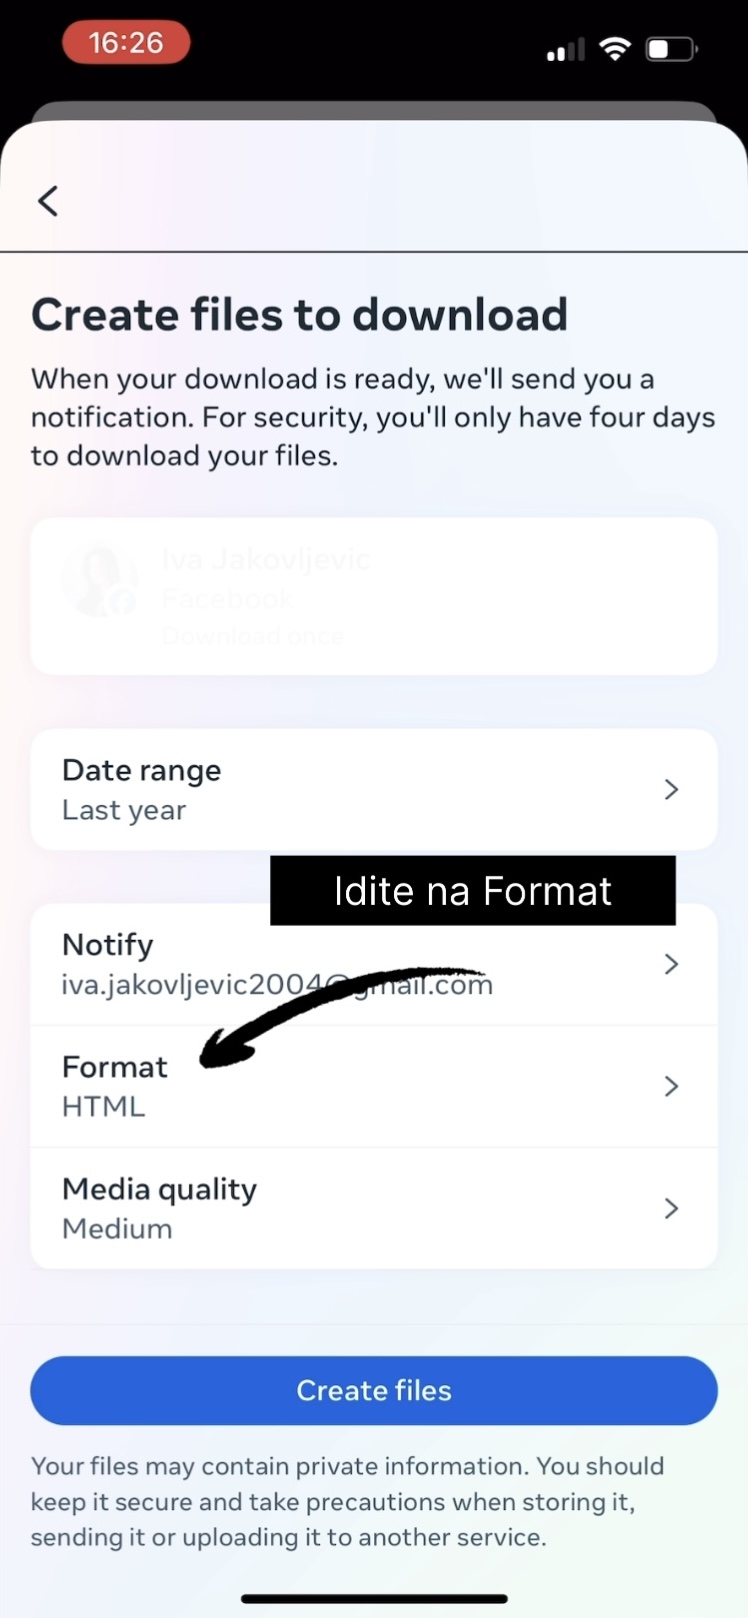 16:26
Create files to download
When your download is ready, we'll send you a
notification. For security, you'll only have four days
to download your files.
Iva Jakovljevic
Facebook
Download once
Date range
Last year
Idite na Format
Notify
iva.jakovljevic2004@gmail.com
Format
HTML
Media quality
Medium
Create files
Your files may contain private information. You should
keep it secure and take precautions when storing it,
sending it or uploading it to another service.